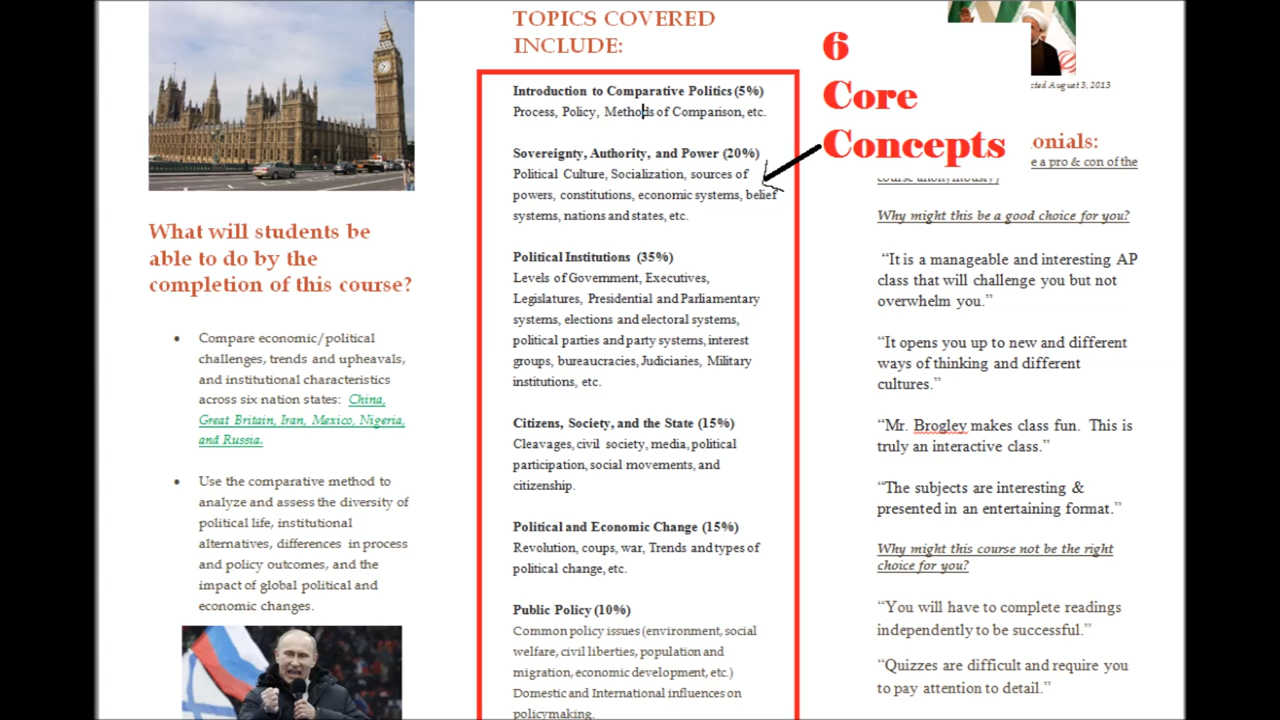 What will students be
able to do by the
completion of this course?
• Compare economic/political
challenges, trends and upheavals,
and institutional characteristics
across six nation states: China,
Great Britain, Iran, Mexico, Nigeria,
and Russia.
• Use the comparative method to
analyze and assess the diversity of
political life, institutional
alternatives, differences in process
and policy outcomes, and the
impact of global political and
economic changes.
TOPICS COVERED
INCLUDE:
Introduction to Comparative Politics (5%)
Process, Policy, Methods of Comparison, etc.
Sovereignty, Authority, and Power (20%)
Political Culture, Socialization, sources of
powers, constitutions, economic systems, belief
systems, nations and states, etc.
Political Institutions (35%)
Levels of Government, Executives,
Legislatures, Presidential and Parliamentary
systems, elections and electoral systems,
political parties and party systems, interest
groups, bureaucracies, Judiciaries, Military
institutions, etc.
Citizens, Society, and the State (15%)
Cleavages, civil society, media, political
participation, social movements, and
citizenship.
Political and Economic Change (15%)
Revolution, coups, war, Trends and types of
political change, etc.
Public Policy (10%)
Common policy issues (environment, social
welfare, civil liberties, population and
migration, economic development, etc.)
Domestic and International influences on
policymaking.
6
Core
Concepts
cted August 3, 2013
onials:
e a pro & con of the
course anonymously)
Why might this be a good choice for you?
“It is a manageable and interesting AP
class that will challenge you but not
overwhelm you.”
“It opens you up to new and different
ways of thinking and different
cultures.”
“Mr. Brogley makes class fun. This is
truly an interactive class.”
“The subjects are interesting &
presented in an entertaining format.”
Why might this course not be the right
choice for you?
“You will have to complete readings
independently to be successful.”
“Quizzes are difficult and require you
to pay attention to detail.”